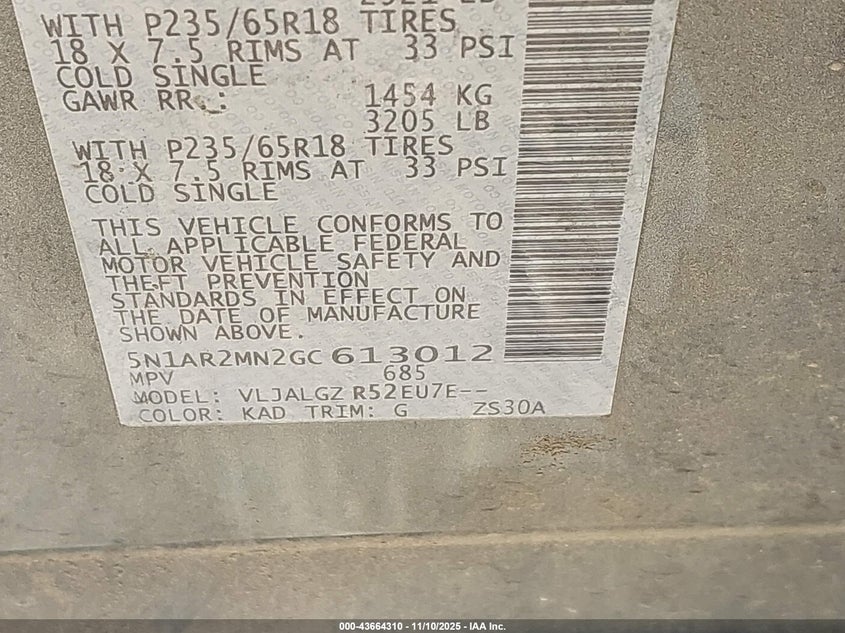 WITH P235/65R18 TIRES
18 X 7.5 RIMS AT 33 PSI
COLD SINGLE
GAWR RR.: 1454 KG
3205 LB
WITH P235/65R18 TIRES
18 X 7.5 RIMS AT 33 PSI
COLD SINGLE
THIS VEHICLE CONFORMS TO
ALL APPLICABLE FEDERAL
MOTOR VEHICLE SAFETY AND
THEFT PREVENTION
STANDARDS IN EFFECT ON
THE DATE OF MANUFACTURE
SHOWN ABOVE.
5N1AR2MN2GC613012
MPV 685
MODEL: VLJALGZ R52EU7E--
COLOR: KAD TRIM: G ZS30A
000-43664310 - 11/10/2025 - IAA Inc.